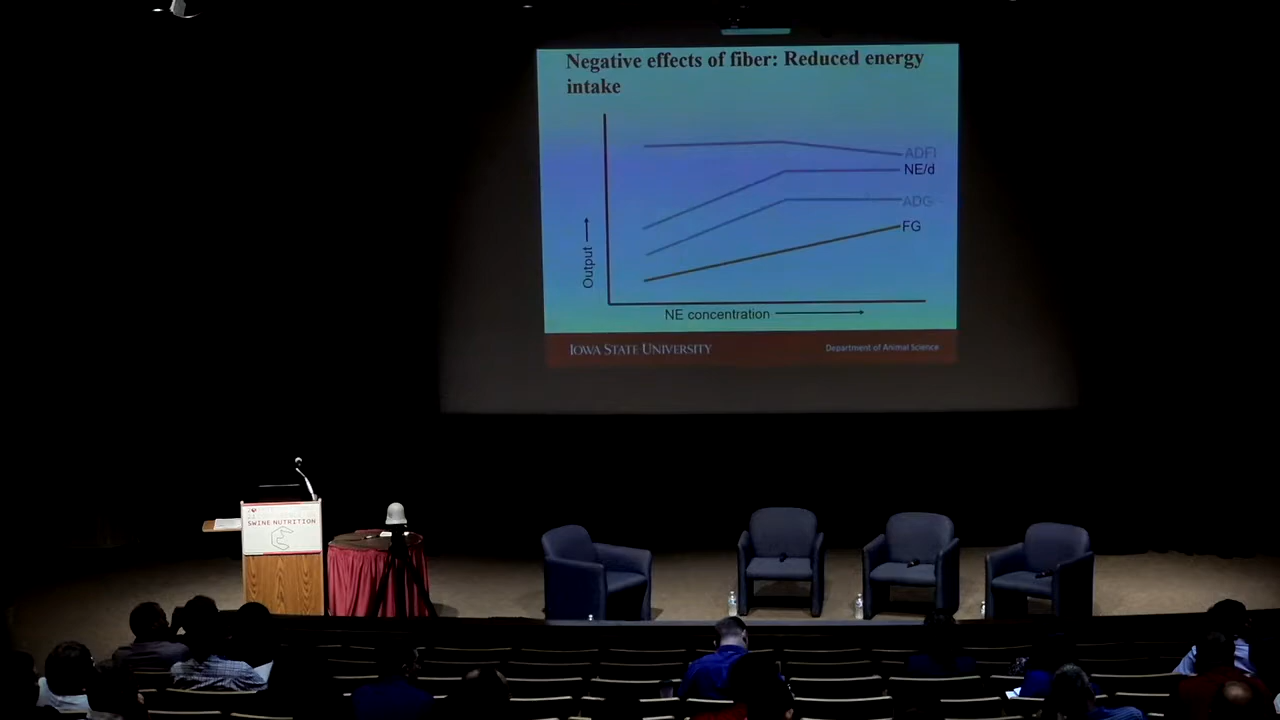 Negative effects of fiber: Reduced energy
intake
ADFI
NE/d
ADG
FG
Output
NE concentration
IOWA STATE UNIVERSITY
Department of Animal Science
SWINE NUTRITION